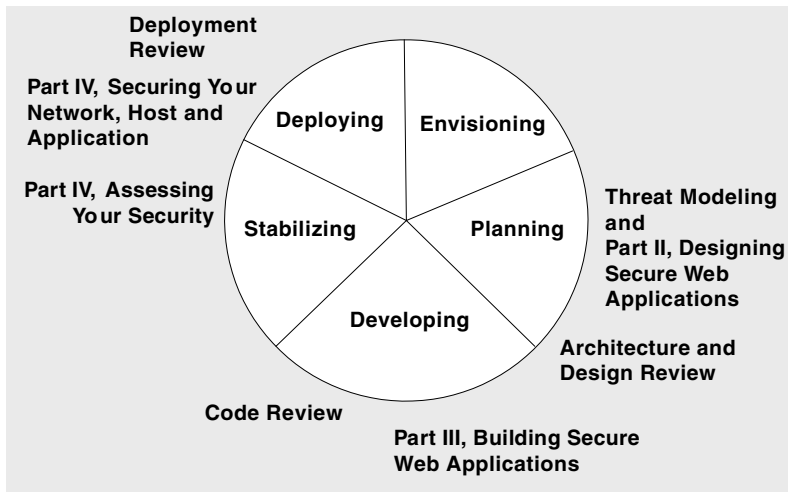 Deployment
Review
Part IV, Securing Your
Network, Host and
Application
Deploying
Envisioning
Part IV, Assessing
Your Security
Stabilizing
Planning
Threat Modeling
and
Part II, Designing
Secure Web
Applications
Developing
Architecture and
Design Review
Code Review
Part III, Building Secure
Web Applications